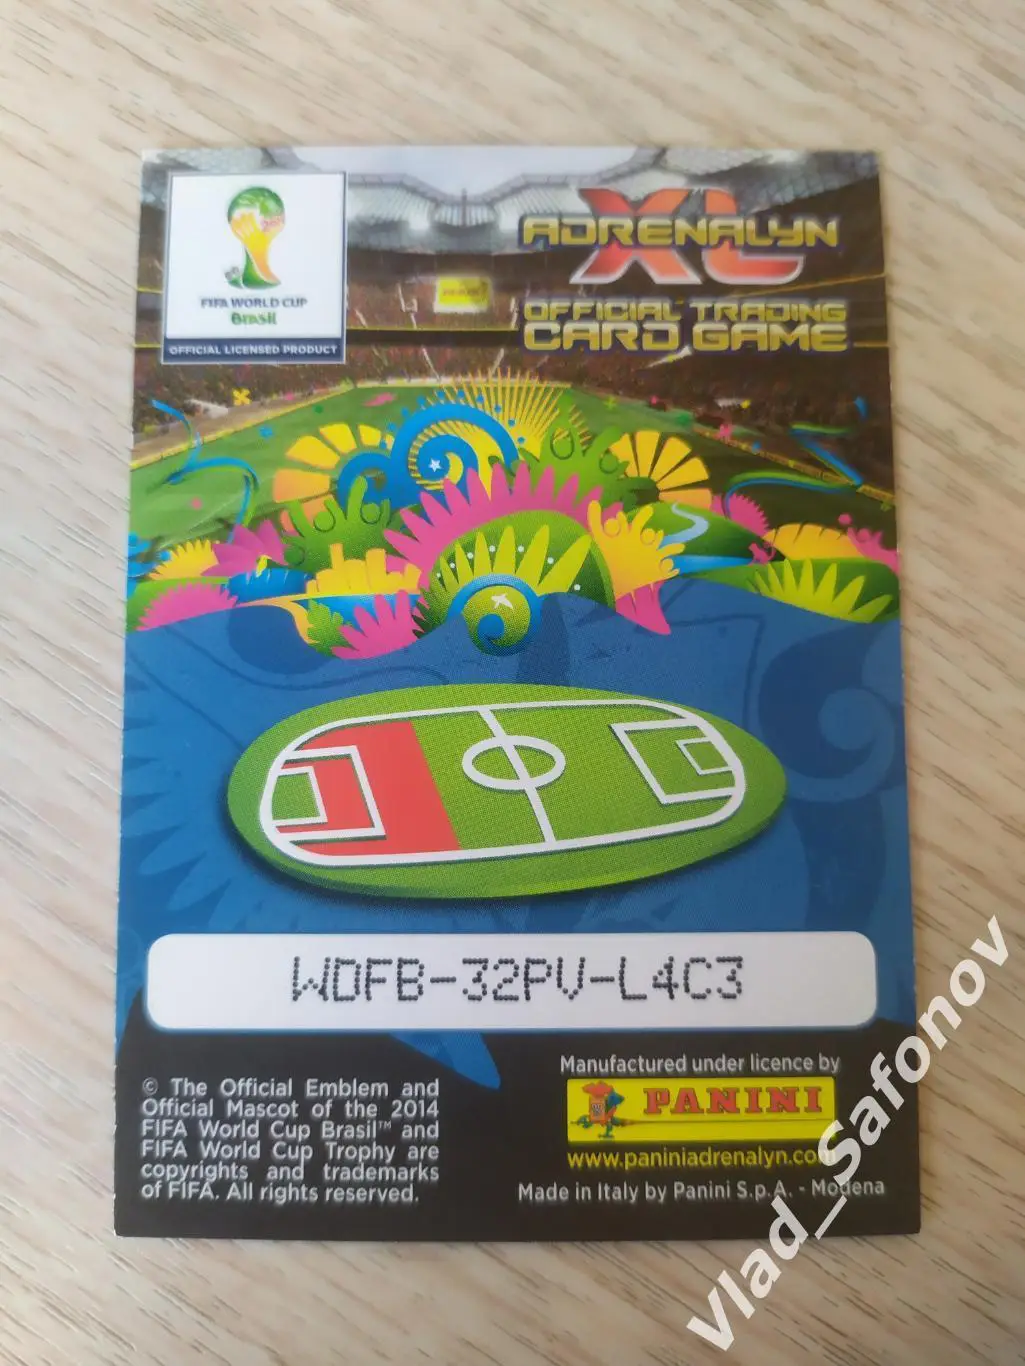 FIFA WORLD CUP
Brasil
OFFICIAL LICENSED PRODUCT
ADRENALYN
XL
OFFICIAL TRADING
CARD GAME
WDFB-32PV-L4C3
© The Official Emblem and
Official Mascot of the 2014
FIFA World Cup Brasil™ and
FIFA World Cup Trophy are
copyrights and trademarks
of FIFA. All rights reserved.
Manufactured under licence by
PANINI
www.paniniadrenalyn.com
Made in Italy by Panini S.p.A. - Modena
Vlad_Safonov